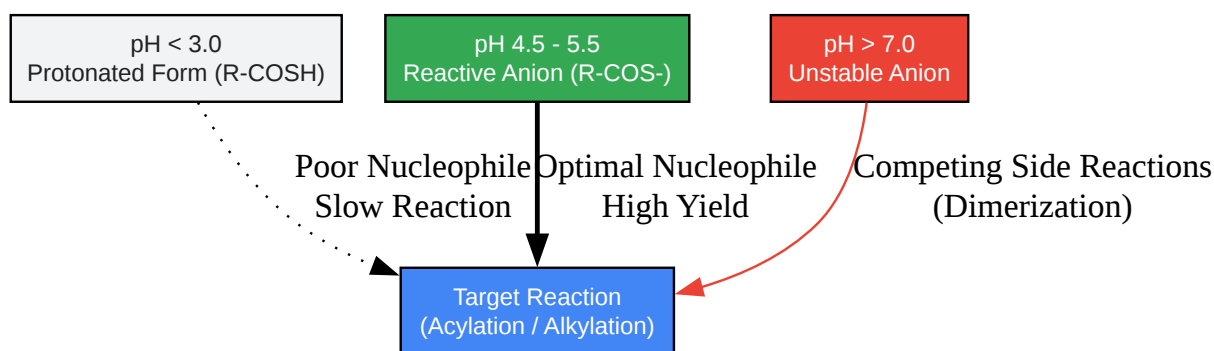 pH < 3.0
Protonated Form (R-COSH)
pH 4.5 - 5.5
Reactive Anion (R-COS-)
pH > 7.0
Unstable Anion
Poor Nucleophile
Slow Reaction
Optimal Nucleophile
High Yield
Competing Side Reactions
(Dimerization)
Target Reaction
(Acylation / Alkylation)